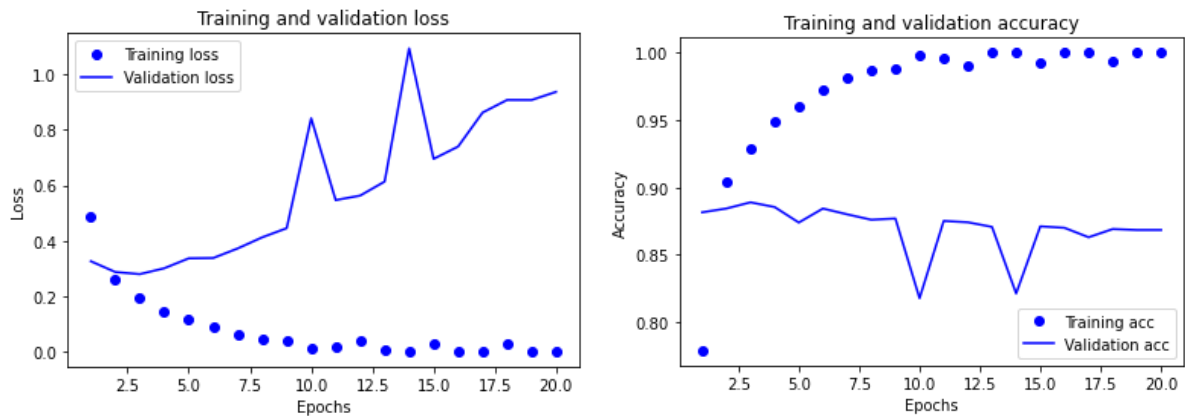 Training and validation loss
Training loss
Validation loss
1.0
0.8
0.6
0.4
0.2
0.0
Loss
2.5 5.0 7.5 10.0 12.5 15.0 17.5 20.0
Epochs
Training and validation accuracy
1.00
0.95
0.90
0.85
0.80
Accuracy
Training acc
Validation acc
2.5 5.0 7.5 10.0 12.5 15.0 17.5 20.0
Epochs